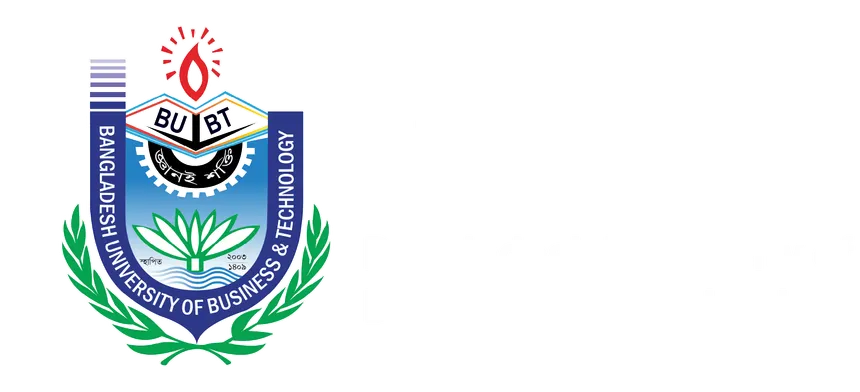 BU BT
জ্ঞানই শক্তি
স্থাপিত
২০০৩
১৪০৯
BANGLADESH UNIVERSITY OF BUSINESS & TECHNOLOGY